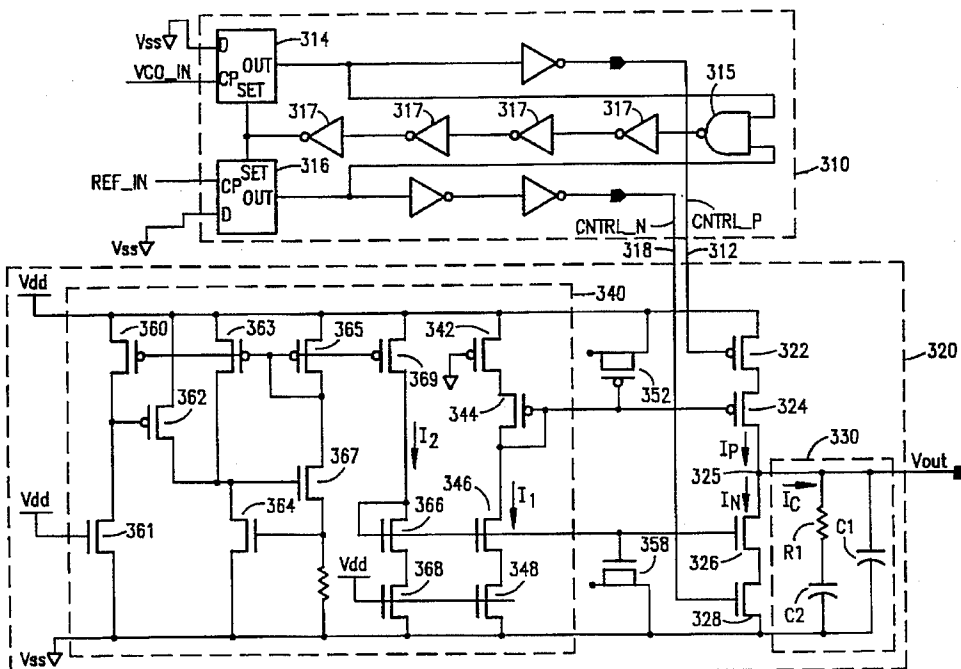 Vss
D
314
OUT
VCO_IN
CP
SET
315
317
317
317
317
SET
316
REF_IN
CP
OUT
D
310
CNTRL_N
CNTRL_P
Vss
318
312
Vdd
340
360
363
365
342
320
369
322
362
344
352
324
I2
IP
330
367
325
Vout
364
346
I1
IN
IC
Vdd
361
366
358
326
R1
C1
Vdd
368
348
328
C2
Vss